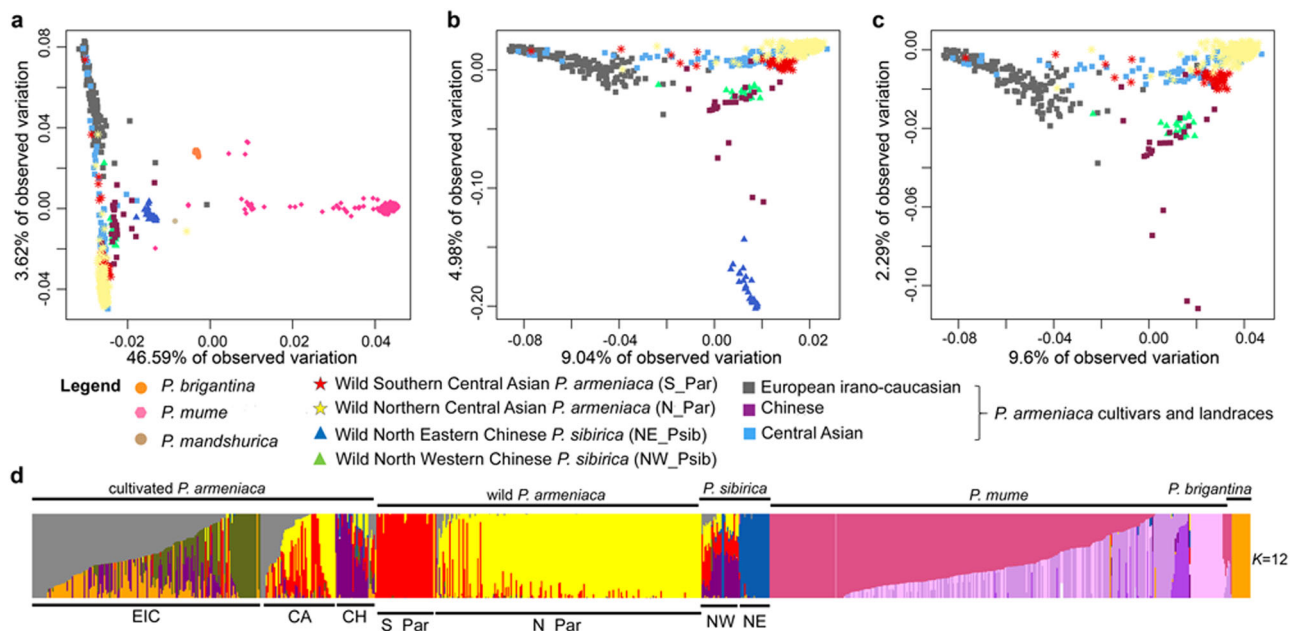 a
b
c
0.08
0.04
0.00
-0.04
3.62% of observed variation
-0.02 0.00 0.02 0.04
46.59% of observed variation
0.00
-0.10
-0.20
4.98% of observed variation
-0.08 -0.04 0.00 0.02
9.04% of observed variation
0.00
-0.02
-0.06
-0.10
2.29% of observed variation
-0.08 -0.04 0.00 0.04
9.6% of observed variation
Legend
P. brigantina
P. mume
P. mandshurica
Wild Southern Central Asian P. armeniaca (S_Par)
Wild Northern Central Asian P. armeniaca (N_Par)
Wild North Eastern Chinese P. sibirica (NE_Psib)
Wild North Western Chinese P. sibirica (NW_Psib)
European irano-caucasian
Chinese
Central Asian
P. armeniaca cultivars and landraces
d
cultivated P. armeniaca
wild P. armeniaca
P. sibirica
P. mume
P. brigantina
K=12
EIC CA CH S_Par N_Par NW NE